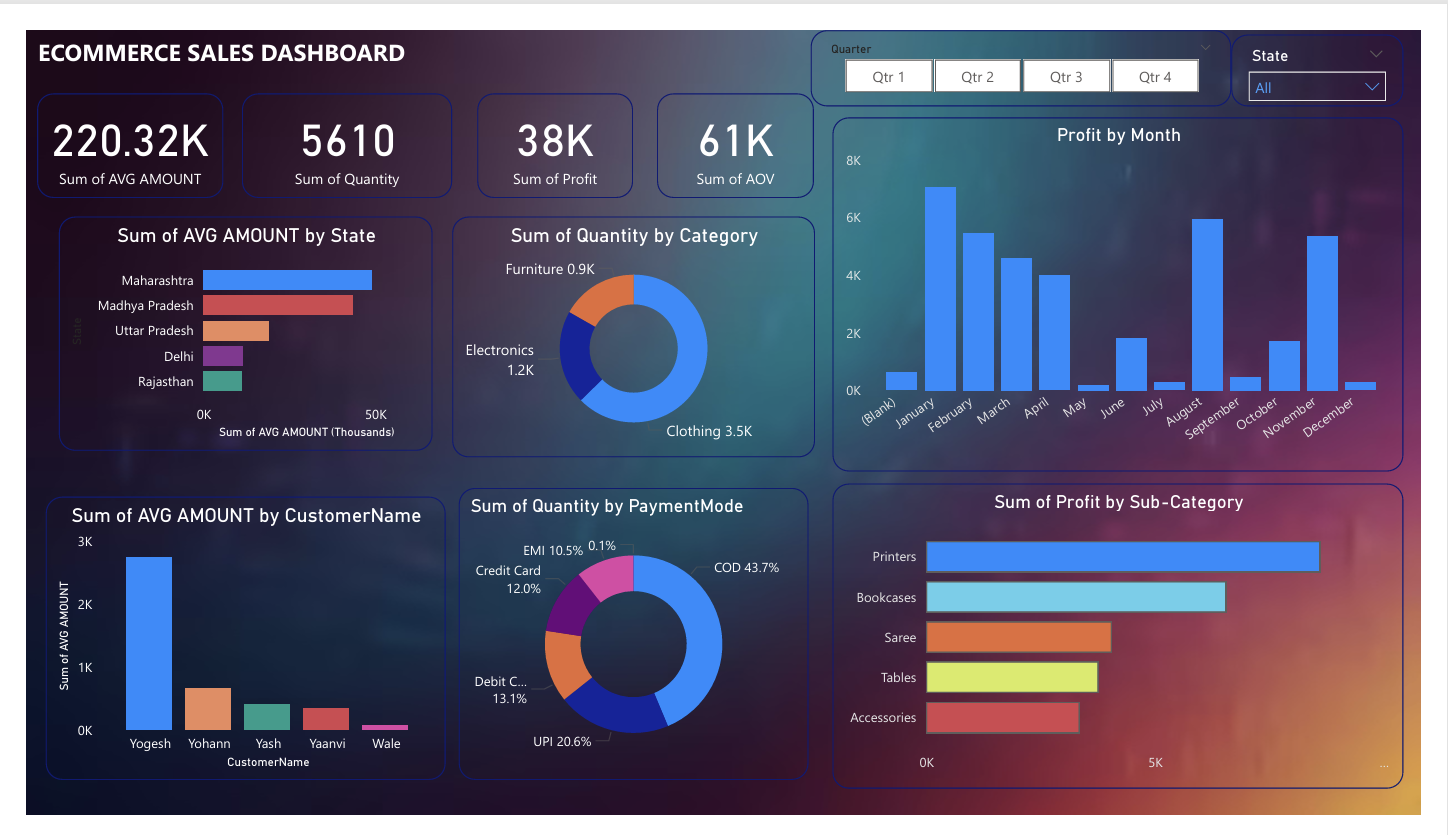 ECOMMERCE SALES DASHBOARD
Quarter
Qtr 1
Qtr 2
Qtr 3
Qtr 4
State
All
220.32K
Sum of AVG AMOUNT
5610
Sum of Quantity
38K
Sum of Profit
61K
Sum of AOV
Sum of AVG AMOUNT by State
State
Maharashtra
Madhya Pradesh
Uttar Pradesh
Delhi
Rajasthan
0K
50K
Sum of AVG AMOUNT (Thousands)
Sum of Quantity by Category
Furniture 0.9K
Electronics
1.2K
Clothing 3.5K
Profit by Month
8K
6K
4K
2K
0K
(Blank)
January
February
March
April
May
June
July
August
September
October
November
December
Sum of AVG AMOUNT by CustomerName
Sum of AVG AMOUNT
3K
2K
1K
0K
Yogesh
Yohann
Yash
Yaanvi
Wale
CustomerName
Sum of Quantity by PaymentMode
0.1%
EMI 10.5%
Credit Card
12.0%
COD 43.7%
Debit C...
13.1%
UPI 20.6%
Sum of Profit by Sub-Category
Printers
Bookcases
Saree
Tables
Accessories
0K
5K
...